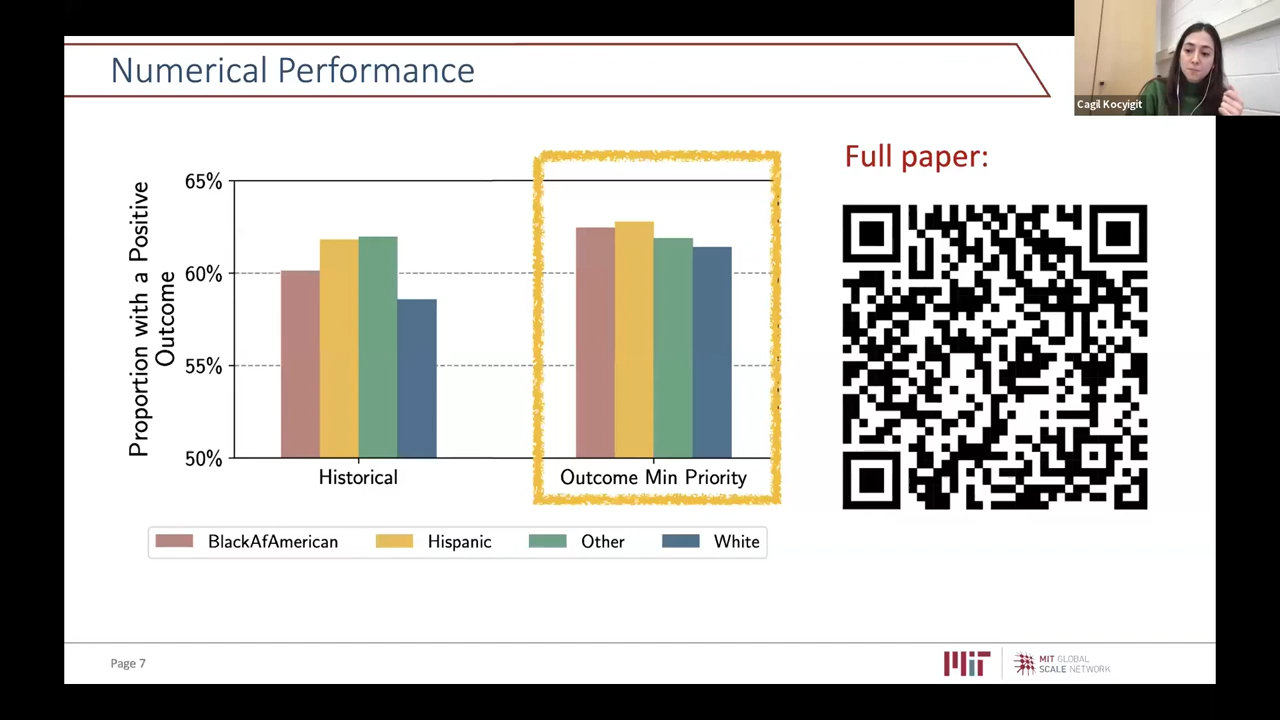 Numerical Performance
Cagil Kocyigit
Full paper:
Proportion with a Positive
Outcome
65%
60%
55%
50%
Historical
Outcome Min Priority
BlackAfAmerican
Hispanic
Other
White
Page 7
MIT
MIT GLOBAL
SCALE NETWORK